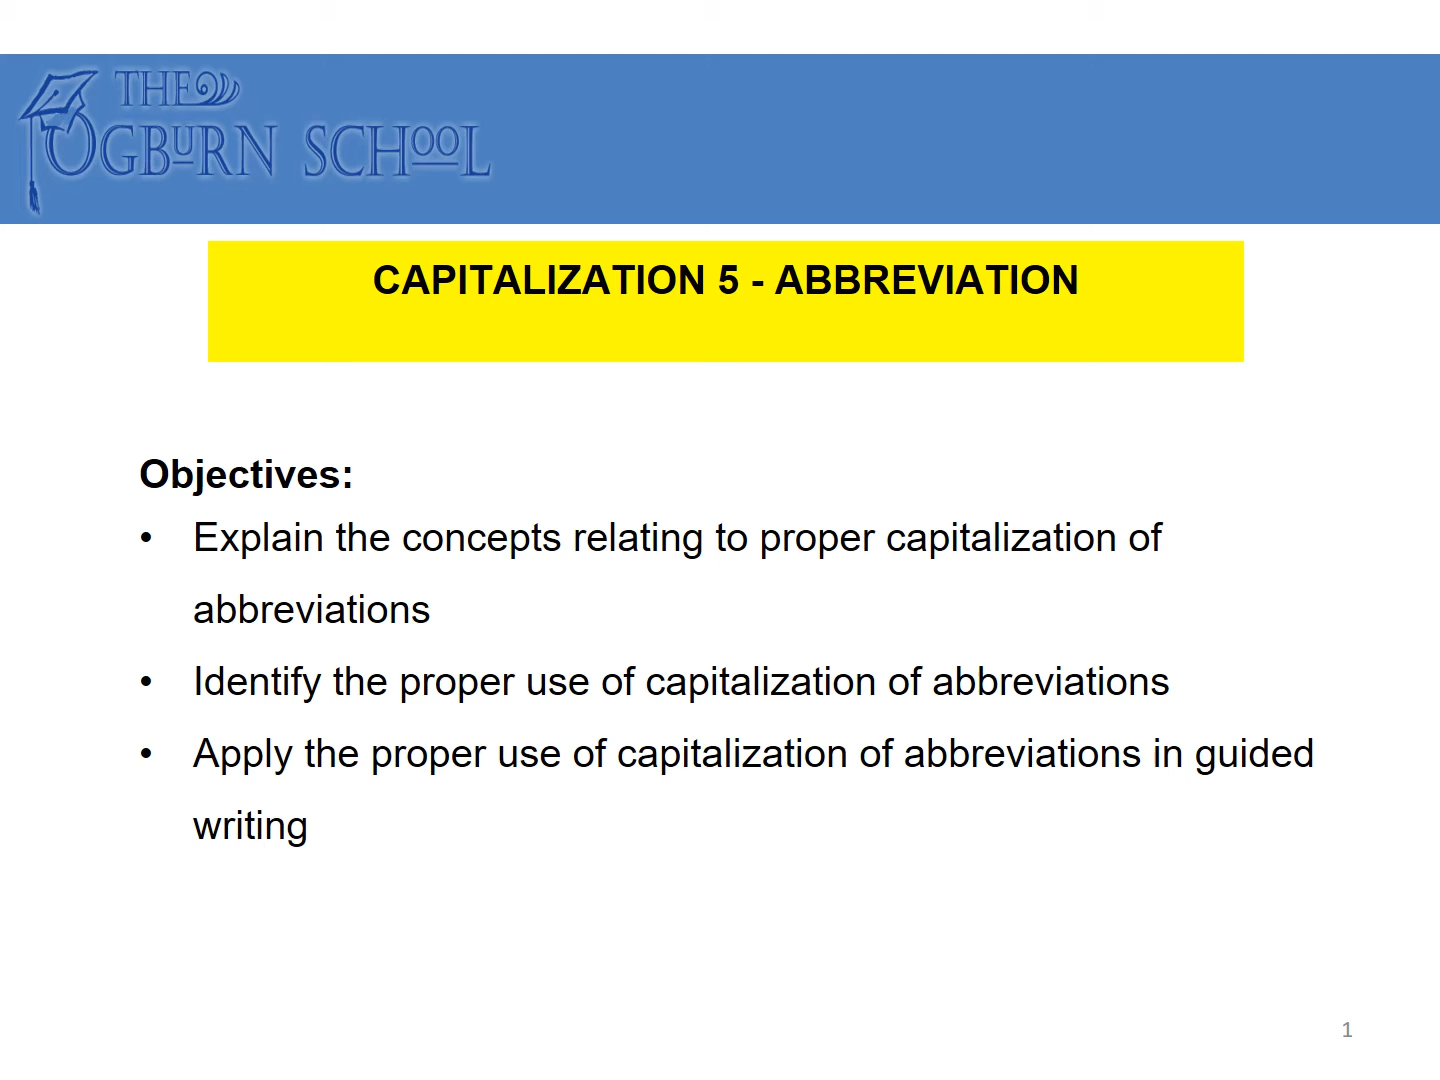 THE
OGBURN SCHOOL
CAPITALIZATION 5 - ABBREVIATION
Objectives:
• Explain the concepts relating to proper capitalization of
abbreviations
• Identify the proper use of capitalization of abbreviations
• Apply the proper use of capitalization of abbreviations in guided
writing
1